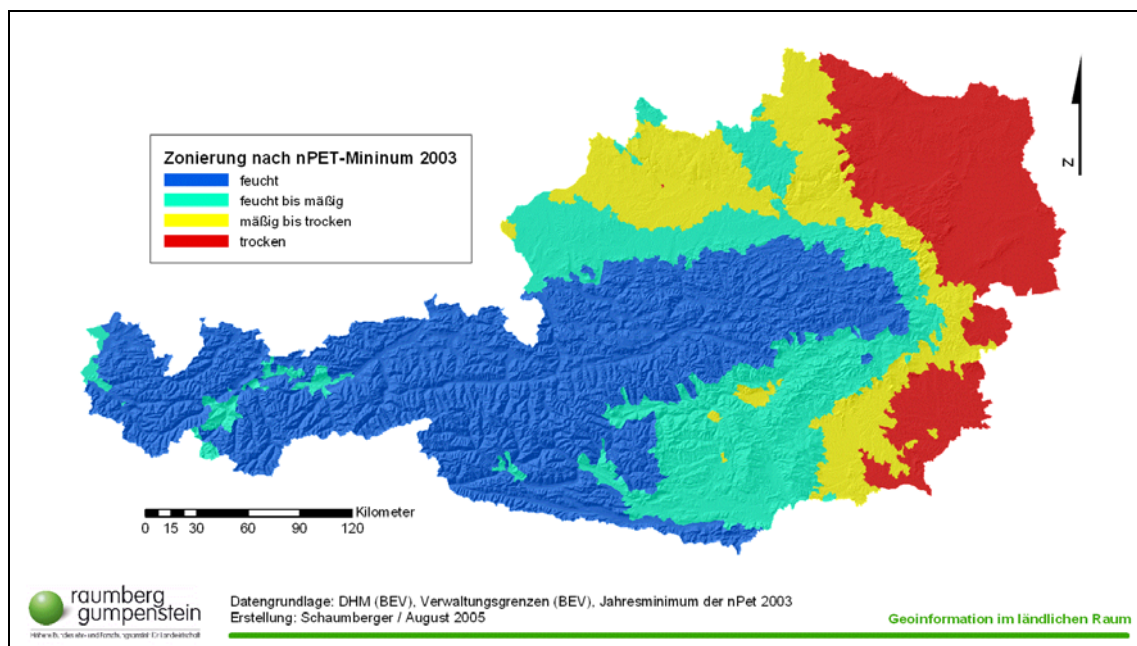 Zonierung nach nPET-Mininum 2003
feucht
feucht bis mäßig
mäßig bis trocken
trocken
N
Kilometer
0 15 30 60 90 120
raumberg
gumpenstein
Datengrundlage: DHM (BEV), Verwaltungsgrenzen (BEV), Jahresminimum der nPet 2003
Erstellung: Schaumberger / August 2005
Geoinformation im ländlichen Raum